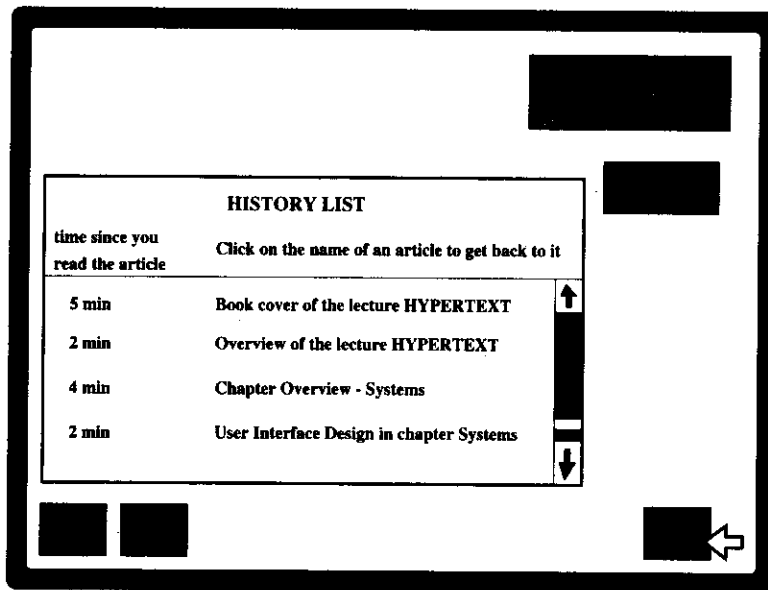 HISTORY LIST
time since you
read the article
Click on the name of an article to get back to it
5 min Book cover of the lecture HYPERTEXT
2 min Overview of the lecture HYPERTEXT
4 min Chapter Overview - Systems
2 min User Interface Design in chapter Systems